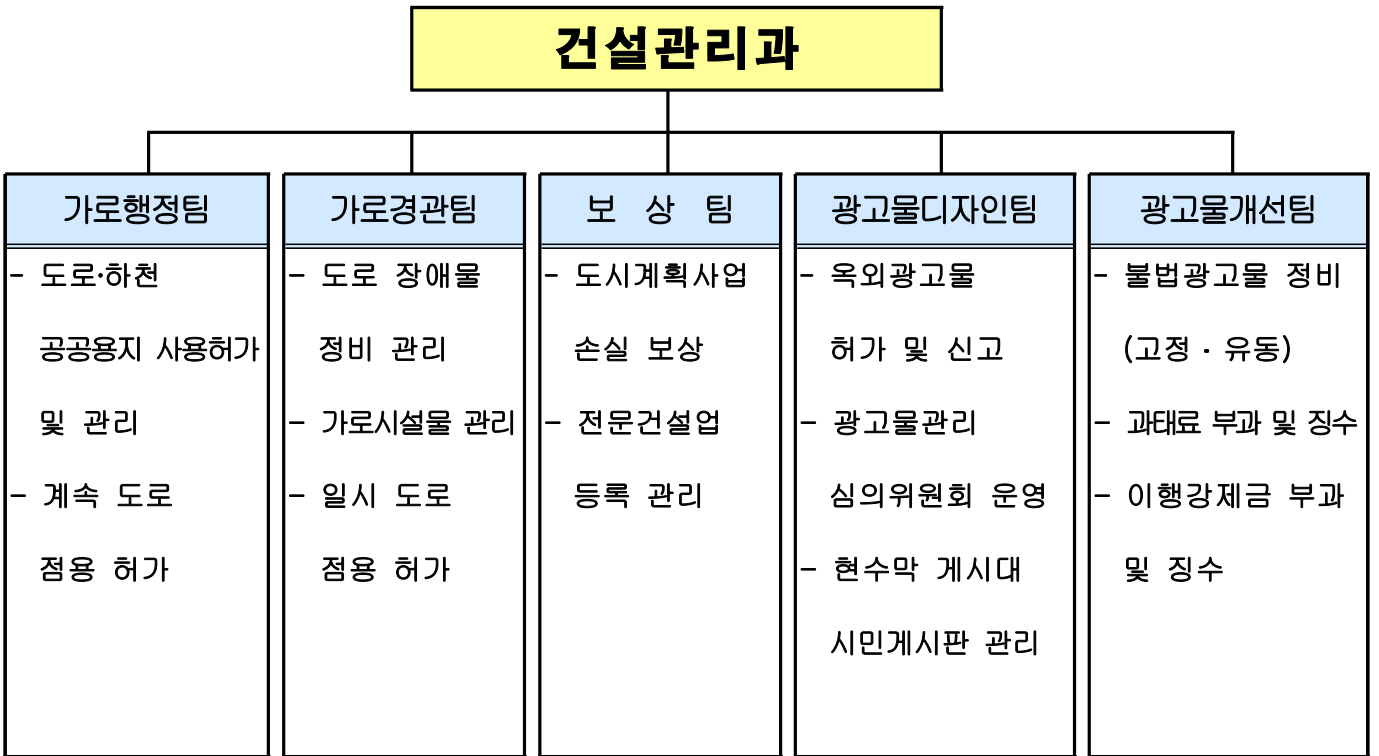 건설관리과
가로행정팀
- 도로·하천
공공용지 사용허가
및 관리
- 계속 도로
점용 허가
가로경관팀
- 도로 장애물
정비 관리
- 가로시설물 관리
- 일시 도로
점용 허가
보 상 팀
- 도시계획사업
손실 보상
- 전문건설업
등록 관리
광고물디자인팀
- 옥외광고물
허가 및 신고
- 광고물관리
심의위원회 운영
- 현수막 게시대
시민게시판 관리
광고물개선팀
- 불법광고물 정비
(고정 · 유동)
- 과태료 부과 및 징수
- 이행강제금 부과
및 징수